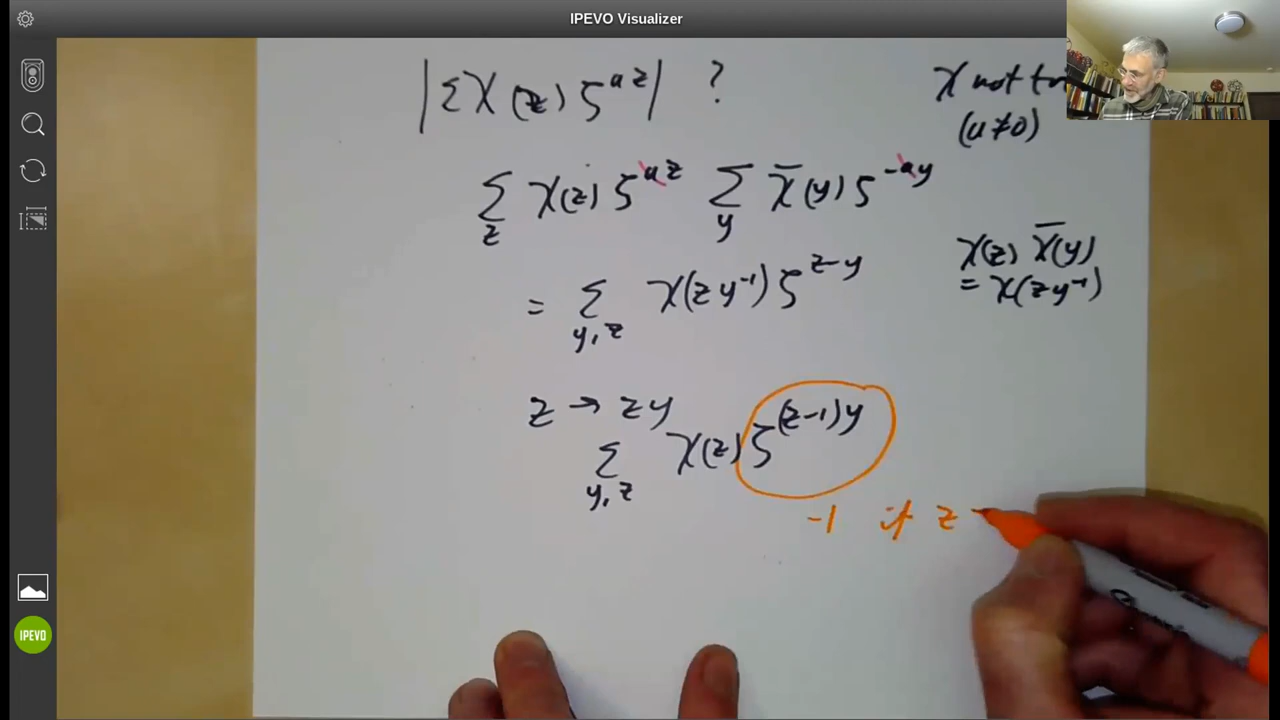 IPEVO Visualizer
|Σχ(z) ζ^{az}| ?
χ not
(a≠0)
Σ_z χ(z) ζ^{az} Σ_y χ̄(y) ζ^{-ay}
χ(z) χ̄(y)
= χ(zy⁻¹)
= Σ_{y,z} χ(zy⁻¹) ζ^{z-y}
z → zy
Σ_{y,z} χ(z) ζ^{(z-1)y}
-1 if z
IPEVO